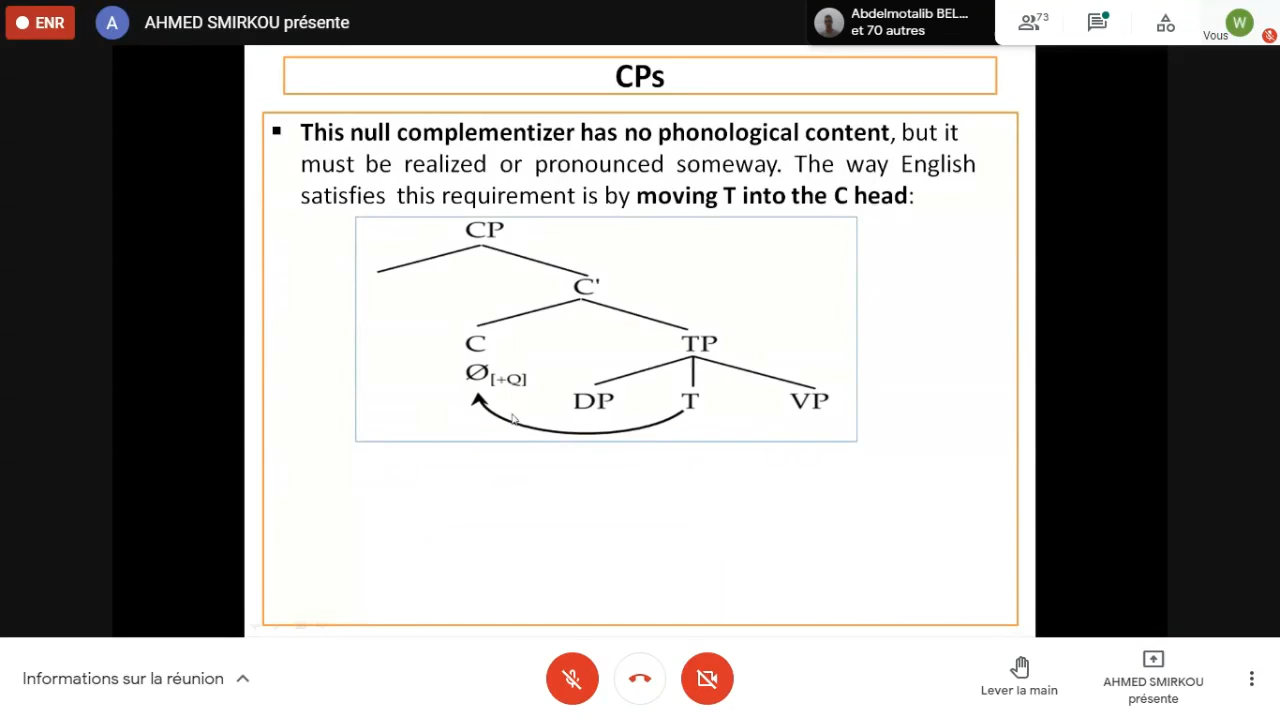 ENR
A
AHMED SMIRKOU présente
Abdelmotalib BEL...
et 70 autres
73
Vous
W
CPs
▪ This null complementizer has no phonological content, but it
must be realized or pronounced someway. The way English
satisfies this requirement is by moving T into the C head:
CP
C'
C
TP
Ø[+Q]
DP
T
VP
Informations sur la réunion
Lever la main
AHMED SMIRKOU
présente